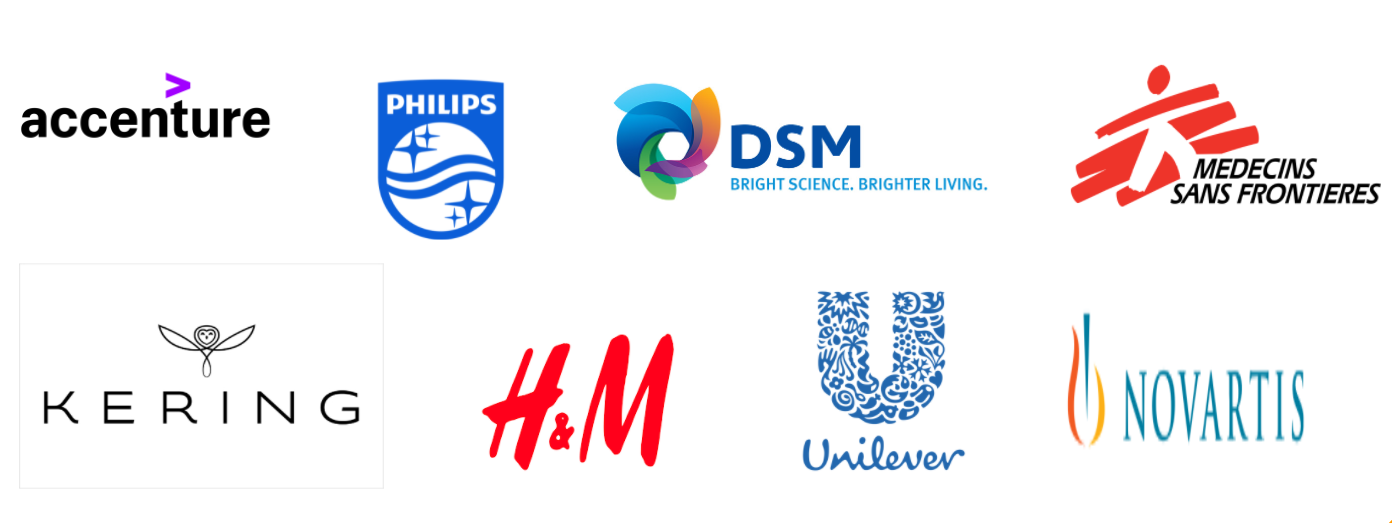 accenture
PHILIPS
DSM
BRIGHT SCIENCE. BRIGHTER LIVING.
MEDECINS
SANS FRONTIERES
KERING
H&M
Unilever
NOVARTIS